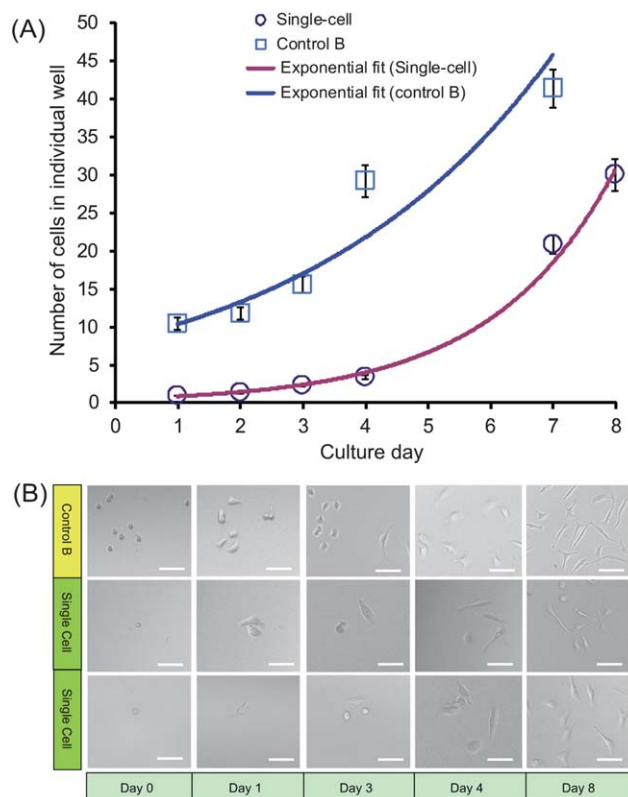 (A)
Single-cell
Control B
Exponential fit (Single-cell)
Exponential fit (control B)
Number of cells in individual well
50
45
40
35
30
25
20
15
10
5
0
0 1 2 3 4 5 6 7 8
Culture day
(B)
Control B
Single Cell
Single Cell
Day 0 Day 1 Day 3 Day 4 Day 8